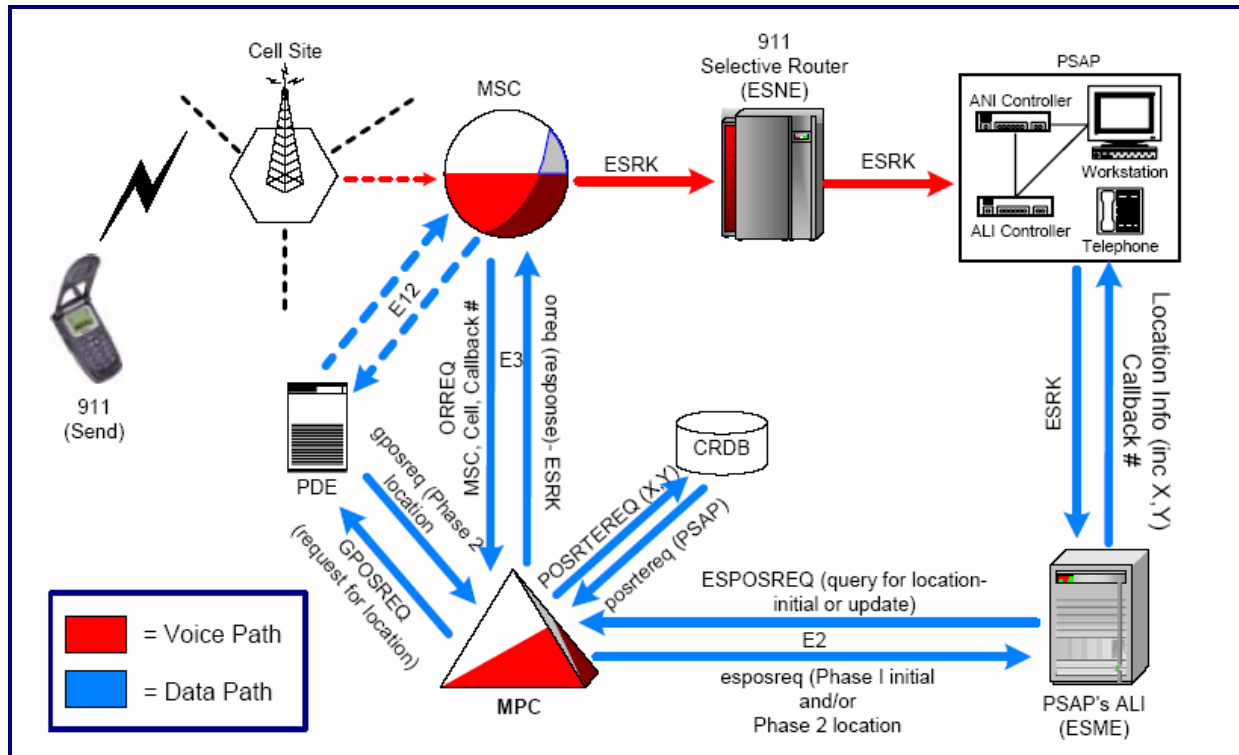 Cell Site
MSC
911
Selective Router
(ESNE)
PSAP
ANI Controller
Workstation
ALI Controller
Telephone
ESRK
ESRK
911
(Send)
E12
PDE
ORREQ
MSC, Cell, Callback #
E3
orreq (response)- ESRK
CRDB
gposreq (Phase 2
location
GPOSREQ
(request for location)
POSRTEREQ (X,Y)
posrtereq (PSAP)
ESRK
Location Info (inc X,Y)
Callback #
ESPOSREQ (query for location-
initial or update)
E2
esposreq (Phase I initial
and/or
Phase 2 location
MPC
PSAP's ALI
(ESME)
= Voice Path
= Data Path